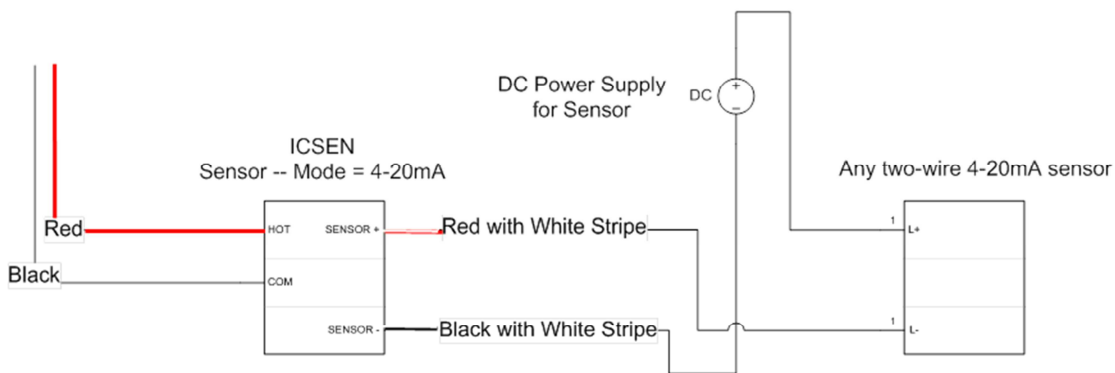 DC Power Supply
for Sensor
DC
+
−
ICSEN
Sensor -- Mode = 4-20mA
Any two-wire 4-20mA sensor
Red
HOT
SENSOR +
Red with White Stripe
1
L+
Black
COM
SENSOR -
Black with White Stripe
1
L-